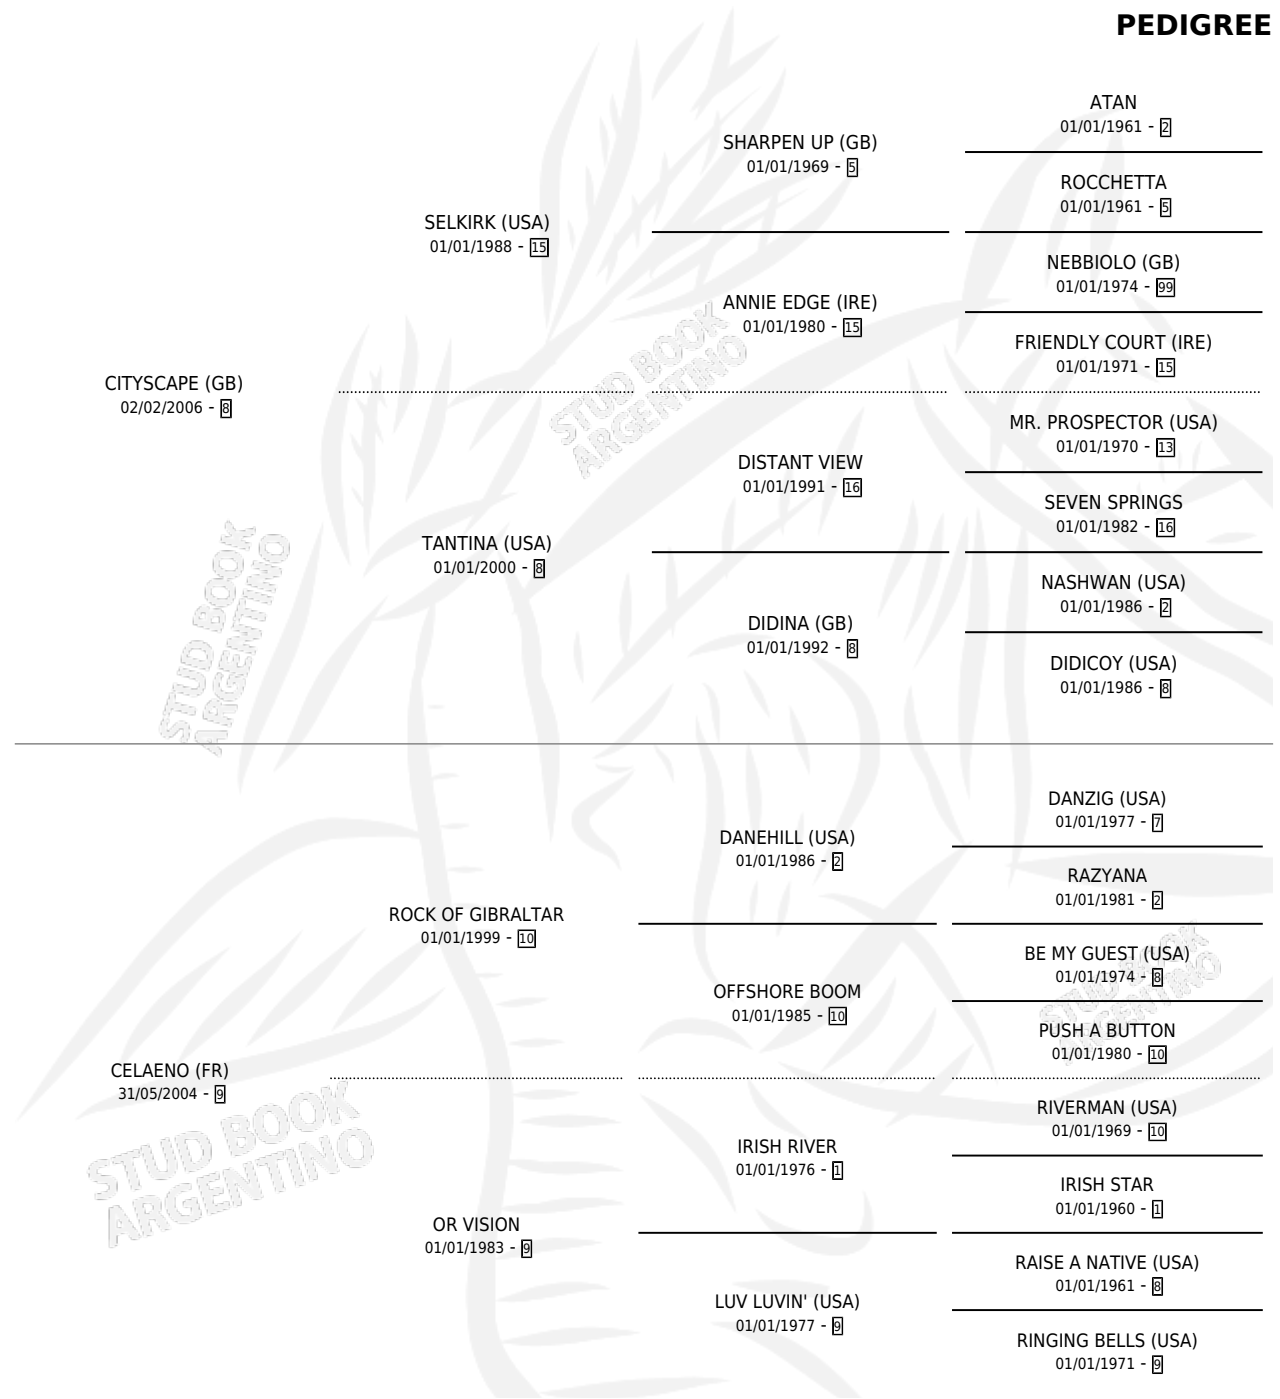 PEDIGREE
ATAN
01/01/1961 - 2
SHARPEN UP (GB)
01/01/1969 - 5
ROCCHETTA
01/01/1961 - 5
SELKIRK (USA)
01/01/1988 - 15
NEBBIOLO (GB)
01/01/1974 - 99
ANNIE EDGE (IRE)
01/01/1980 - 15
FRIENDLY COURT (IRE)
01/01/1971 - 15
CITYSCAPE (GB)
02/02/2006 - 8
STUD BOOK
ARGENTINO
MR. PROSPECTOR (USA)
01/01/1970 - 13
DISTANT VIEW
01/01/1991 - 16
SEVEN SPRINGS
01/01/1982 - 16
TANTINA (USA)
01/01/2000 - 8
NASHWAN (USA)
01/01/1986 - 2
DIDINA (GB)
01/01/1992 - 8
DIDICOY (USA)
01/01/1986 - 8
STUD BOOK
ARGENTINO
DANZIG (USA)
01/01/1977 - 7
DANEHILL (USA)
01/01/1986 - 2
RAZYANA
01/01/1981 - 2
ROCK OF GIBRALTAR
01/01/1999 - 10
BE MY GUEST (USA)
01/01/1974 - 8
OFFSHORE BOOM
01/01/1985 - 10
STUD BOOK
ARGENTINO
PUSH A BUTTON
01/01/1980 - 10
CELAENO (FR)
31/05/2004 - 9
STUD BOOK
ARGENTINO
RIVERMAN (USA)
01/01/1969 - 10
IRISH RIVER
01/01/1976 - 1
IRISH STAR
01/01/1960 - 1
OR VISION
01/01/1983 - 9
RAISE A NATIVE (USA)
01/01/1961 - 8
LUV LUVIN' (USA)
01/01/1977 - 9
RINGING BELLS (USA)
01/01/1971 - 9